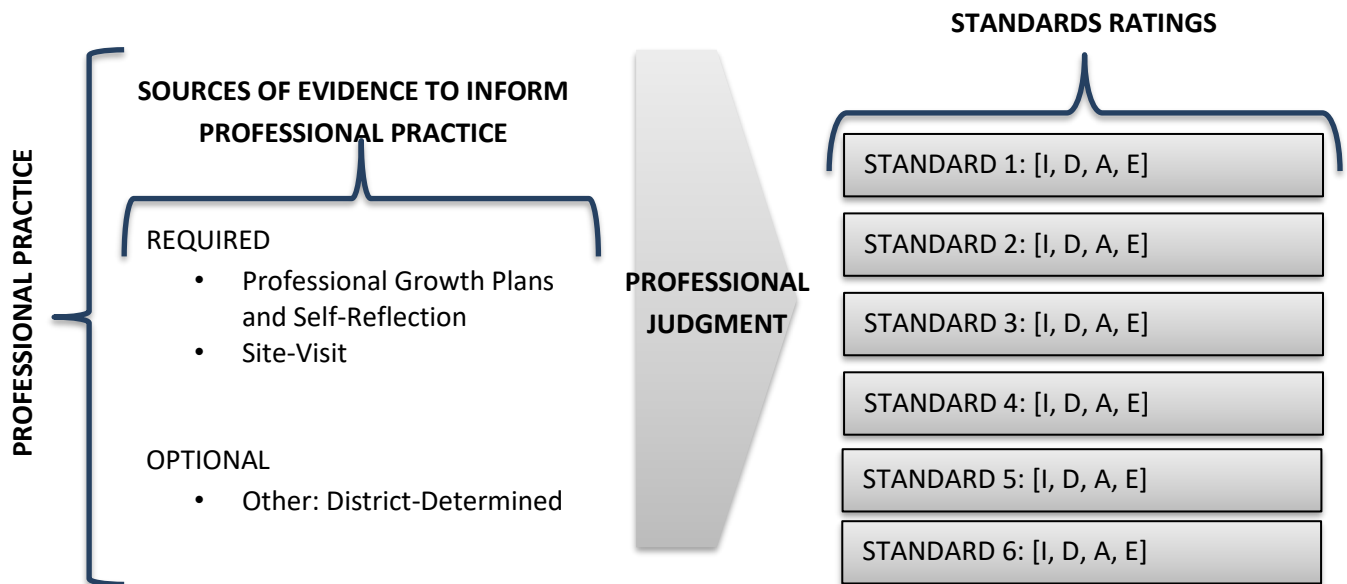 STANDARDS RATINGS
PROFESSIONAL PRACTICE
SOURCES OF EVIDENCE TO INFORM
PROFESSIONAL PRACTICE
REQUIRED
• Professional Growth Plans
and Self-Reflection
• Site-Visit
OPTIONAL
• Other: District-Determined
PROFESSIONAL
JUDGMENT
STANDARD 1: [I, D, A, E]
STANDARD 2: [I, D, A, E]
STANDARD 3: [I, D, A, E]
STANDARD 4: [I, D, A, E]
STANDARD 5: [I, D, A, E]
STANDARD 6: [I, D, A, E]